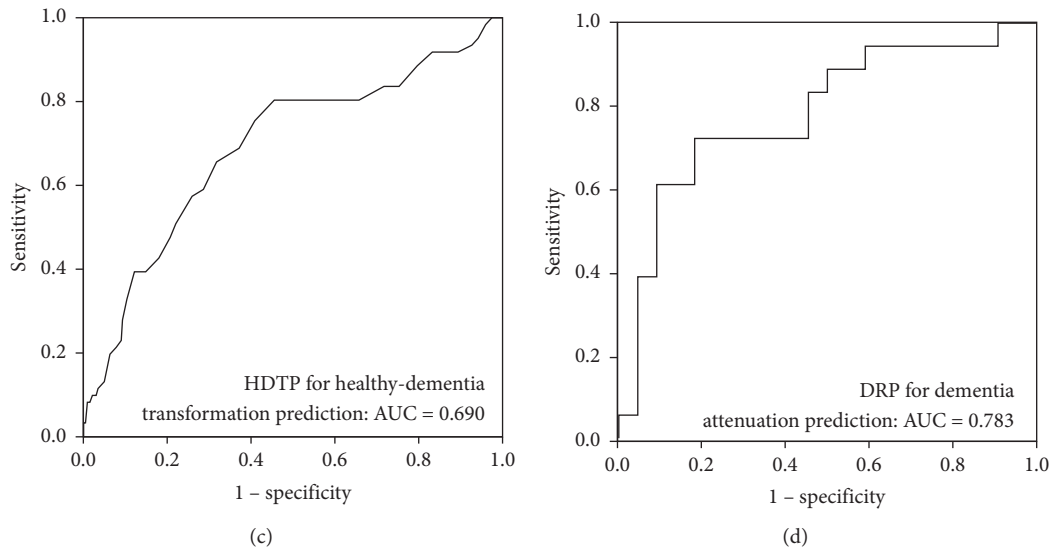 1.0
0.8
0.6
0.4
0.2
0.0
Sensitivity
HDTP for healthy-dementia
transformation prediction: AUC = 0.690
0.0 0.2 0.4 0.6 0.8 1.0
1 – specificity
(c)
1.0
0.8
0.6
0.4
0.2
0.0
Sensitivity
DRP for dementia
attenuation prediction: AUC = 0.783
0.0 0.2 0.4 0.6 0.8 1.0
1 – specificity
(d)